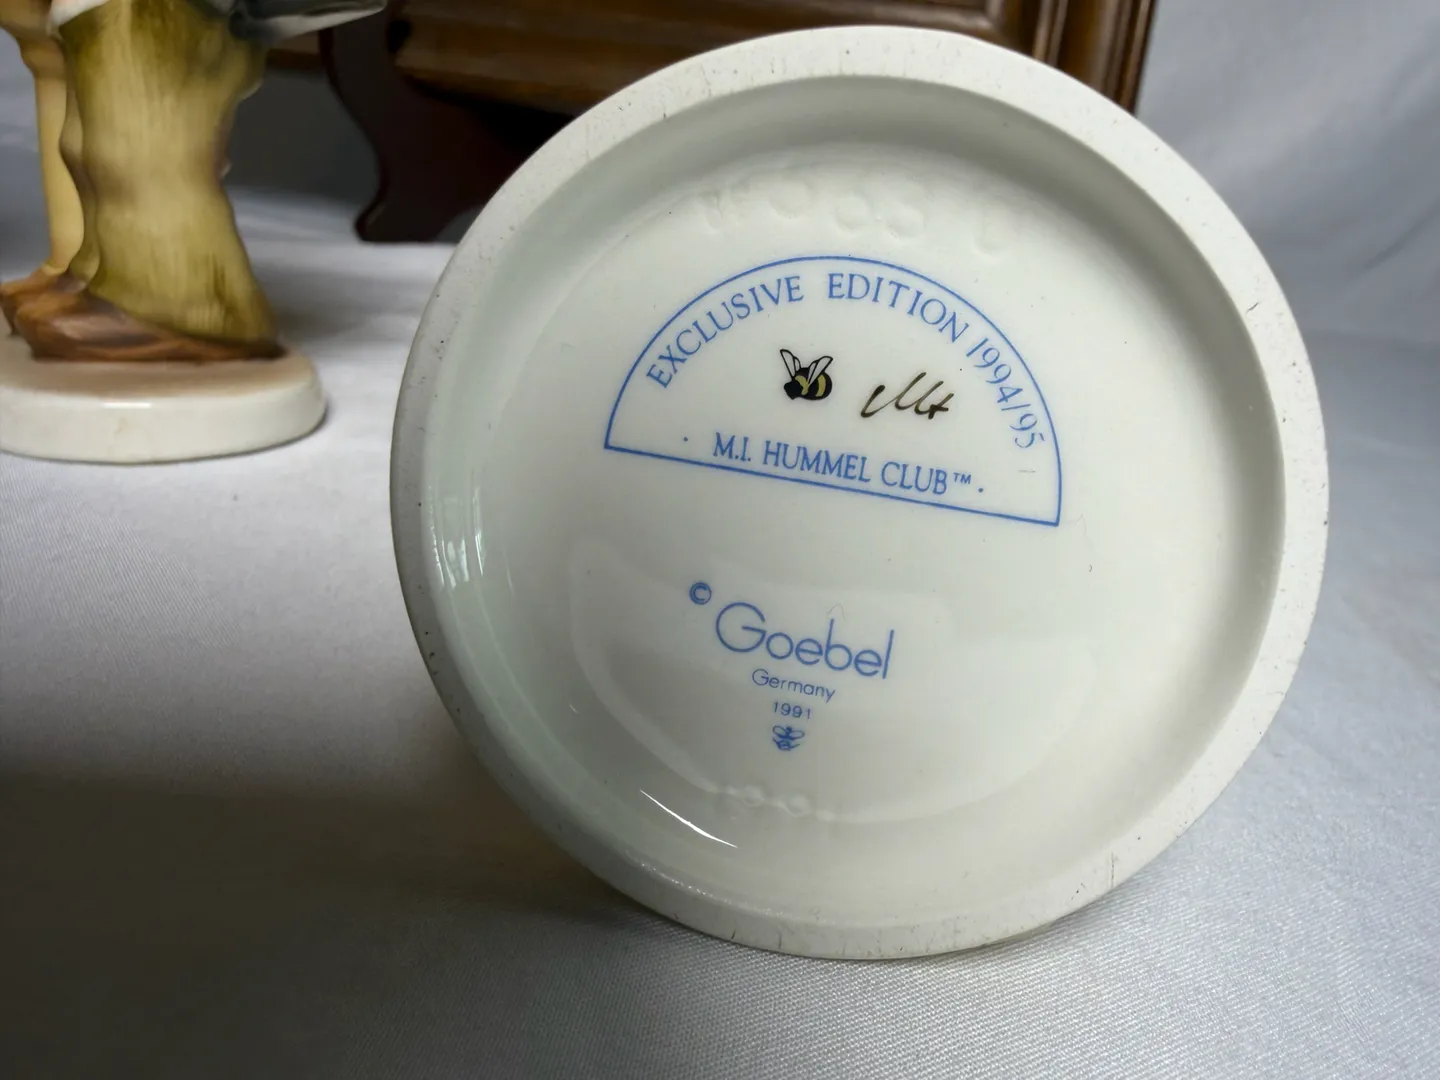 EXCLUSIVE EDITION 1994/95
· M.I. HUMMEL CLUB™ ·
© Goebel
Germany
1991